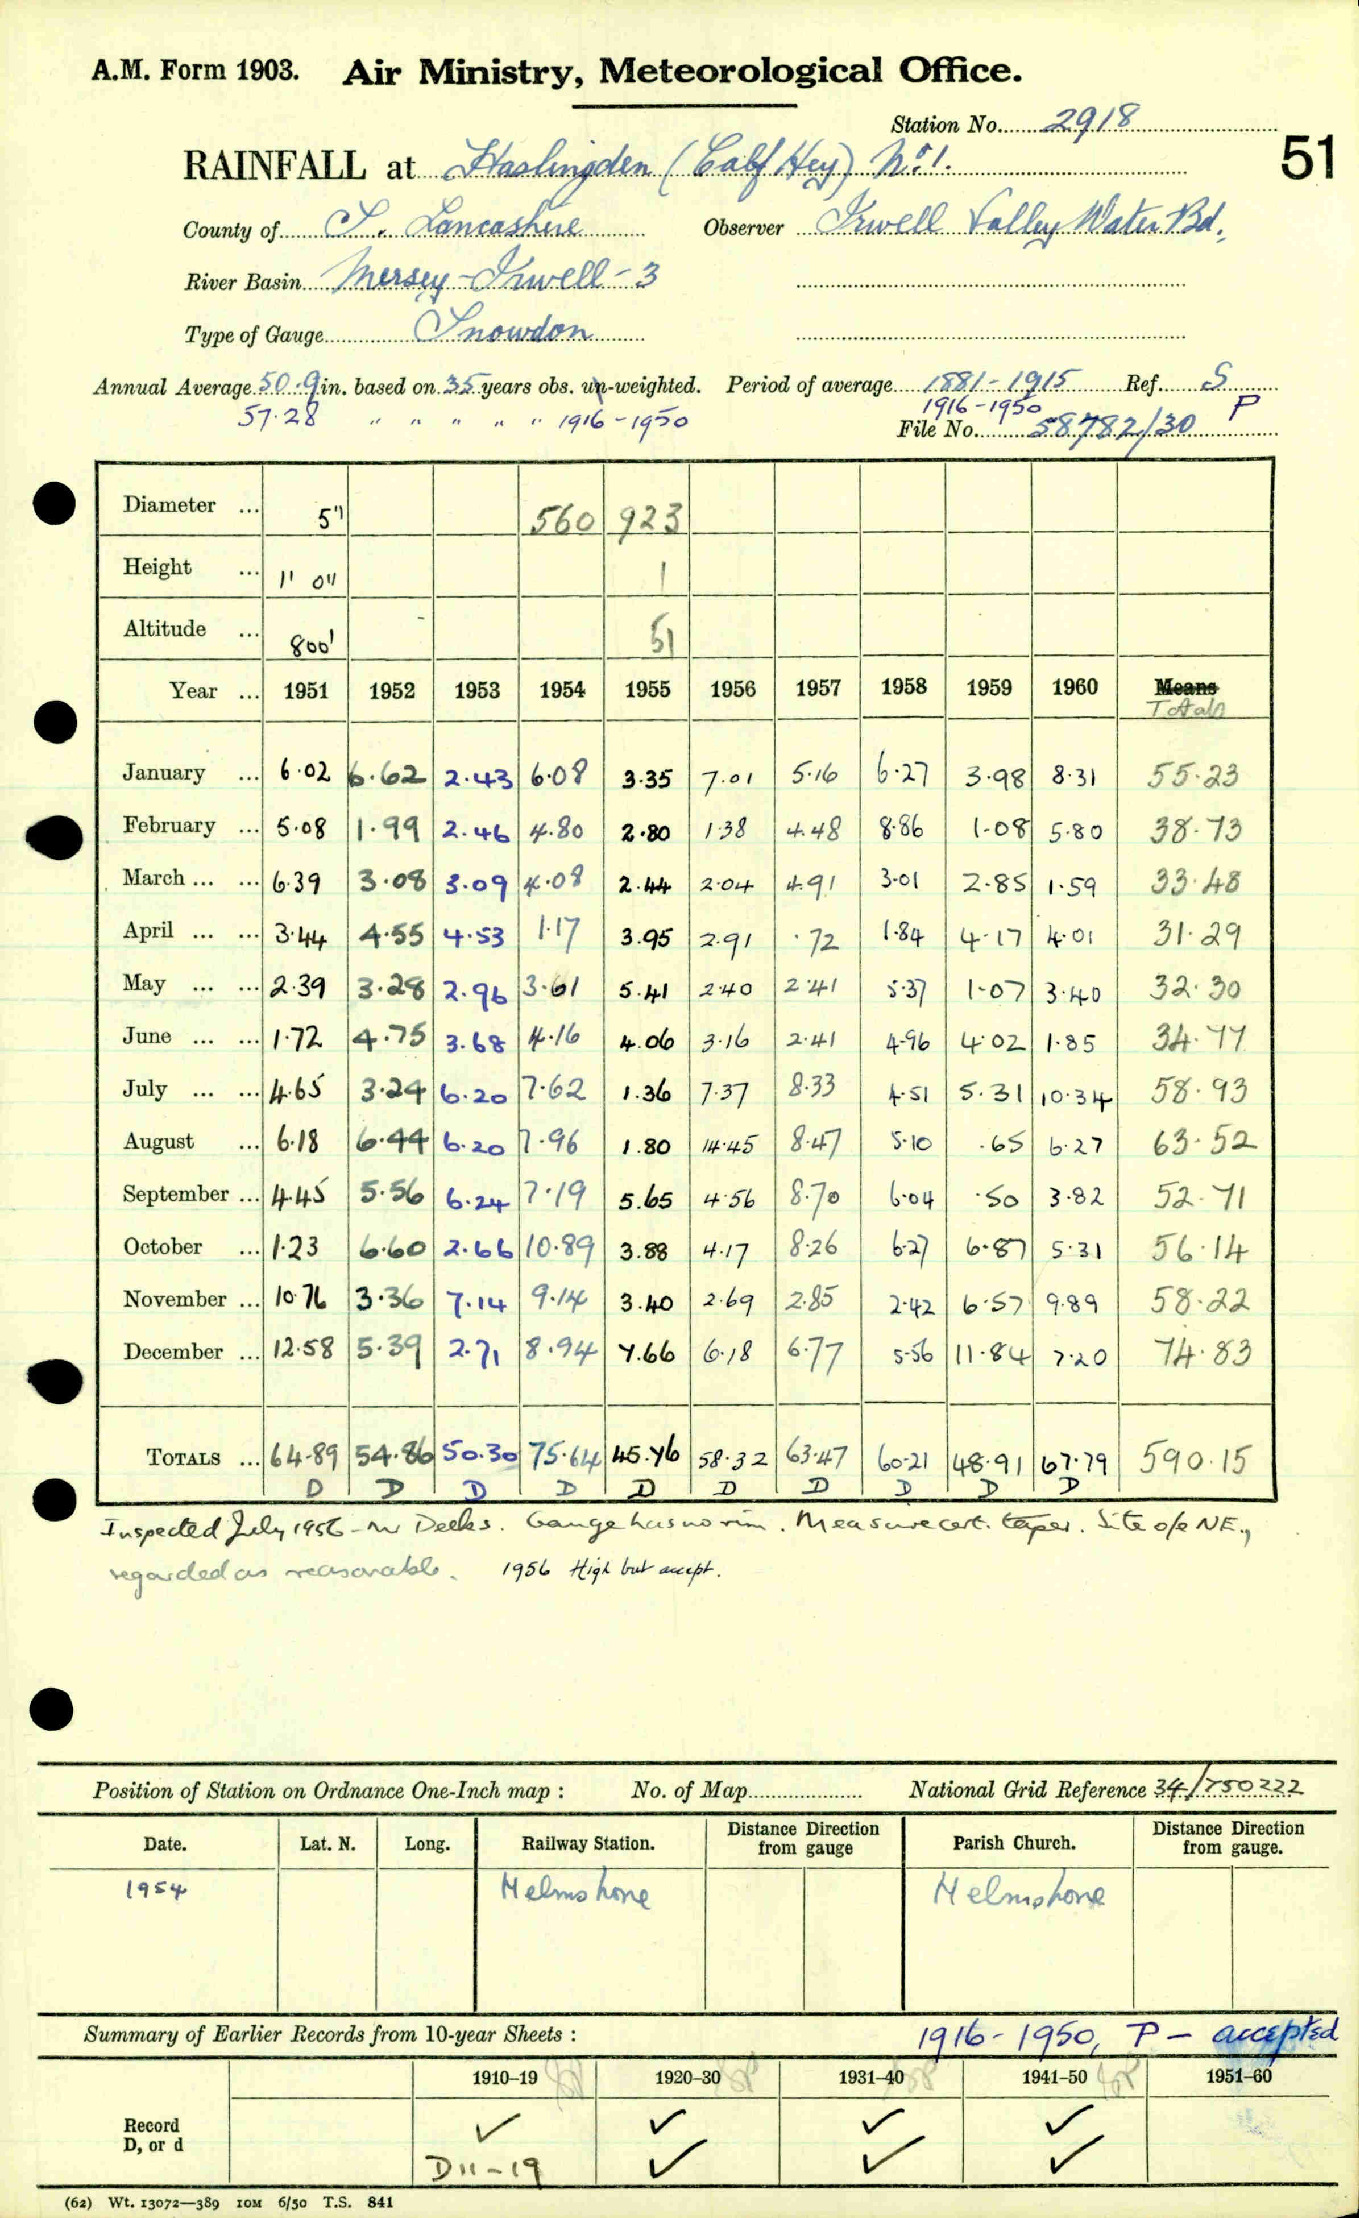 A.M. Form 1903. Air Ministry, Meteorological Office.
Station No. 2918
51
RAINFALL at Haslingden (Calf Hey) No. 1.
County of S. Lancashire Observer Irwell Valley Water Bd.
River Basin Mersey-Irwell-3
Type of Gauge Snowdon
Annual Average 50.9 in. based on 35 years obs. un-weighted. Period of average 1881-1915 Ref. S
57.28 " " " " " 1916-1950 1916-1950 P
File No. 58782/30
Diameter ... 5" 560 923
Height ... 1' 0" 1
Altitude ... 800' 51
Year ... 1951 1952 1953 1954 1955 1956 1957 1958 1959 1960 Means
Totals
January ... 6.02 6.62 2.43 6.08 3.35 7.01 5.16 6.27 3.98 8.31 55.23
February ... 5.08 1.99 2.46 4.80 2.80 1.38 4.48 8.86 1.08 5.80 38.73
March ... ... 6.39 3.08 3.09 4.08 2.44 2.04 4.91 3.01 2.85 1.59 33.48
April ... ... 3.44 4.55 4.53 1.17 3.95 2.91 .72 1.84 4.17 4.01 31.29
May ... ... 2.39 3.28 2.96 3.61 5.41 2.40 2.41 5.37 1.07 3.40 32.30
June ... ... 1.72 4.75 3.68 4.16 4.06 3.16 2.41 4.96 4.02 1.85 34.77
July ... ... 4.65 3.24 6.20 7.62 1.36 7.37 8.33 4.51 5.31 10.34 58.93
August ... 6.18 6.44 6.20 7.96 1.80 14.45 8.47 5.10 .65 6.27 63.52
September ... 4.45 5.56 6.24 7.19 5.65 4.56 8.70 6.04 .50 3.82 52.71
October ... 1.23 6.60 2.66 10.89 3.88 4.17 8.26 6.27 6.87 5.31 56.14
November ... 10.76 3.36 7.14 9.14 3.40 2.69 2.85 2.42 6.57 9.89 58.22
December ... 12.58 5.39 2.71 8.94 7.66 6.18 6.77 5.56 11.84 7.20 74.83
TOTALS ... 64.89 54.86 50.30 75.64 45.76 58.32 63.47 60.21 48.91 67.79 590.15
D D D D D D D D D D
Inspected July 1956 - Mr Deeks. Gauge has no rim. Measure cert. taper. Site o/e NE.,
regarded as reasonable. 1956 High but accept.
Position of Station on Ordnance One-Inch map : No. of Map National Grid Reference 34/750222
Date. Lat. N. Long. Railway Station. Distance from gauge Direction Parish Church. Distance from gauge. Direction
1954 Helmshore Helmshore
Summary of Earlier Records from 10-year Sheets : 1916-1950, P - accepted
1910-19 1920-30 1931-40 1941-50 1951-60
Record ✓ ✓ ✓ ✓
D, or d D 11-19 ✓ ✓ ✓
(62) Wt. 13072—389 10M 6/50 T.S. 841